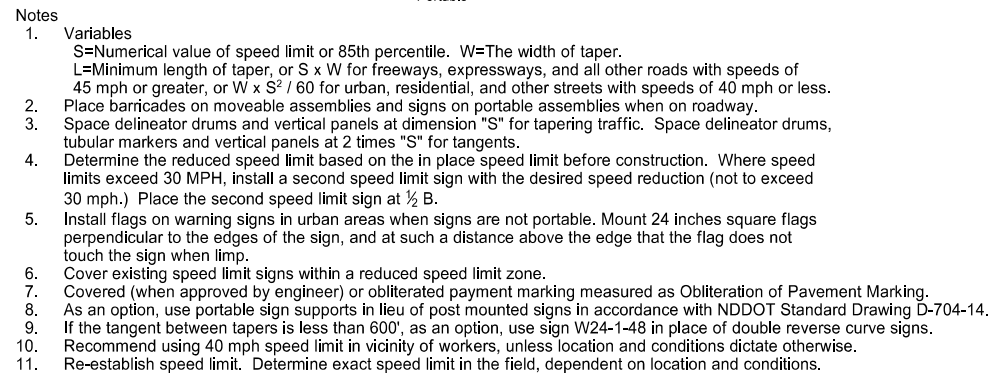 Notes
1. Variables
S=Numerical value of speed limit or 85th percentile. W=The width of taper.
L=Minimum length of taper, or S x W for freeways, expressways, and all other roads with speeds of
45 mph or greater, or W x S² / 60 for urban, residential, and other streets with speeds of 40 mph or less.
2. Place barricades on moveable assemblies and signs on portable assemblies when on roadway.
3. Space delineator drums and vertical panels at dimension "S" for tapering traffic. Space delineator drums,
tubular markers and vertical panels at 2 times "S" for tangents.
4. Determine the reduced speed limit based on the in place speed limit before construction. Where speed
limits exceed 30 MPH, install a second speed limit sign with the desired speed reduction (not to exceed
30 mph.) Place the second speed limit sign at ½ B.
5. Install flags on warning signs in urban areas when signs are not portable. Mount 24 inches square flags
perpendicular to the edges of the sign, and at such a distance above the edge that the flag does not
touch the sign when limp.
6. Cover existing speed limit signs within a reduced speed limit zone.
7. Covered (when approved by engineer) or obliterated payment marking measured as Obliteration of Pavement Marking.
8. As an option, use portable sign supports in lieu of post mounted signs in accordance with NDDOT Standard Drawing D-704-14.
9. If the tangent between tapers is less than 600', as an option, use sign W24-1-48 in place of double reverse curve signs.
10. Recommend using 40 mph speed limit in vicinity of workers, unless location and conditions dictate otherwise.
11. Re-establish speed limit. Determine exact speed limit in the field, dependent on location and conditions.